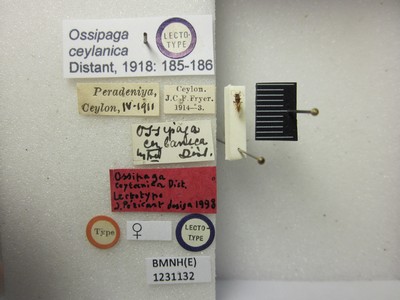 Ossipaga
ceylanica
Distant, 1918: 185-186
LECTO-
TYPE
Peradeniya,
Ceylon, IV-1911
Ceylon.
J.C.F.Fryer.
1914-3.
Ossipaga
ceylanica
Dist.
Ossipaga
ceylanica Dist.
Lectotype
J. Péricart design 1998
Type
♀
LECTO-
TYPE
BMNH(E)
1231132